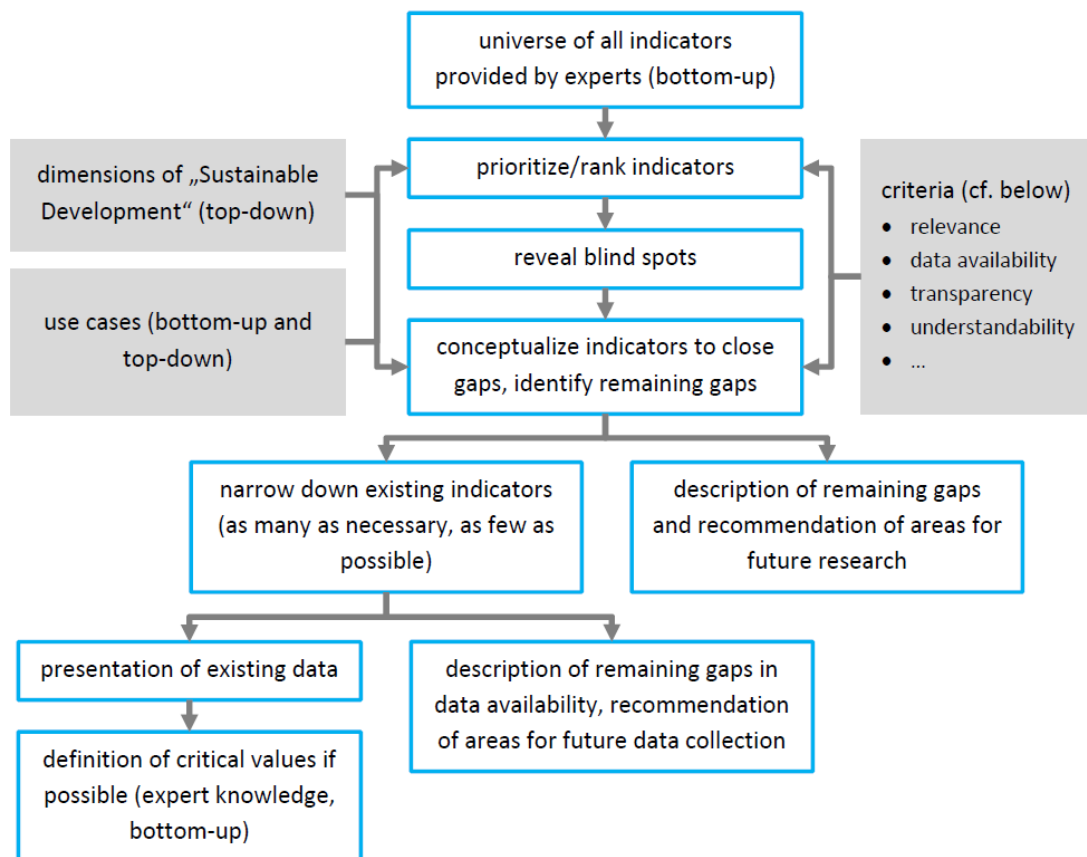 universe of all indicators
provided by experts (bottom-up)
dimensions of „Sustainable
Development“ (top-down)
prioritize/rank indicators
criteria (cf. below)
• relevance
• data availability
• transparency
• understandability
• ...
reveal blind spots
use cases (bottom-up and
top-down)
conceptualize indicators to close
gaps, identify remaining gaps
narrow down existing indicators
(as many as necessary, as few as
possible)
description of remaining gaps
and recommendation of areas for
future research
presentation of existing data
description of remaining gaps in
data availability, recommendation
of areas for future data collection
definition of critical values if
possible (expert knowledge,
bottom-up)